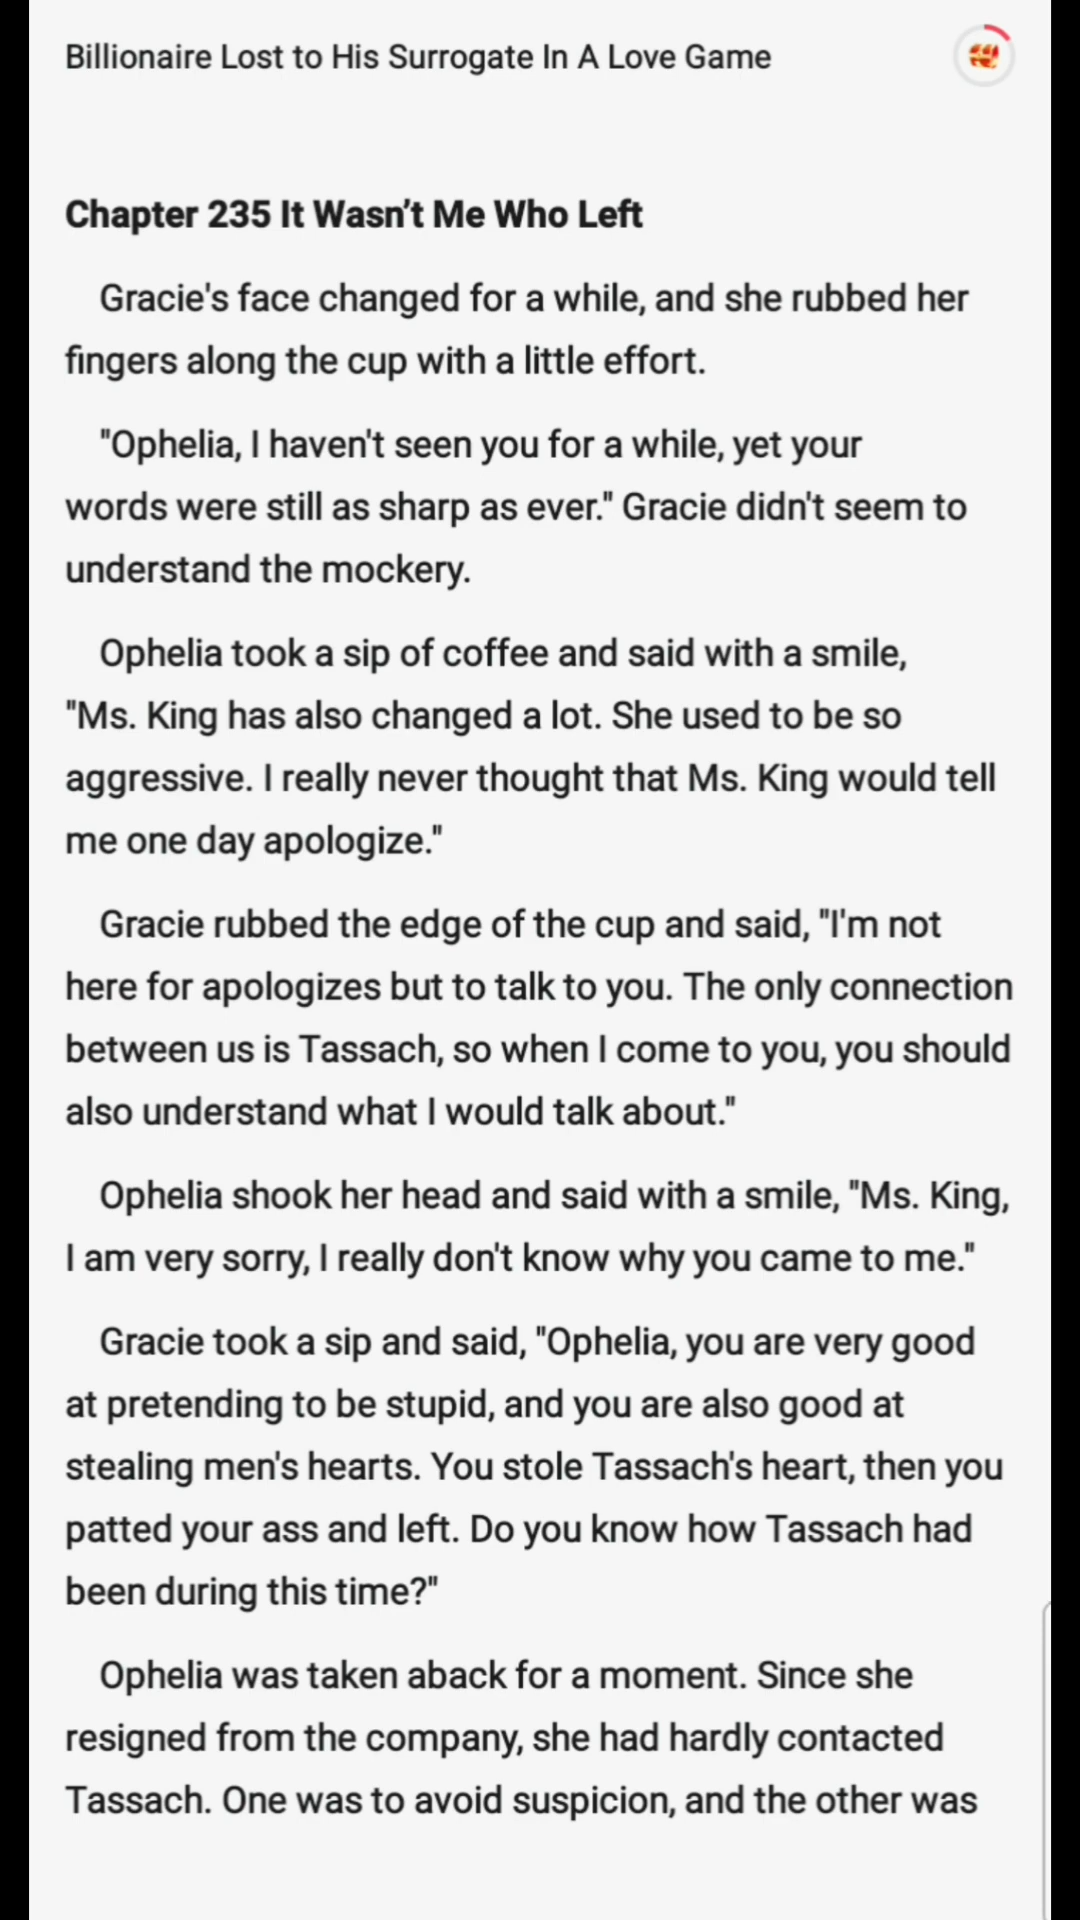 Billionaire Lost to His Surrogate In A Love Game
Chapter 235 It Wasn’t Me Who Left
Gracie's face changed for a while, and she rubbed her
fingers along the cup with a little effort.
"Ophelia, I haven't seen you for a while, yet your
words were still as sharp as ever." Gracie didn't seem to
understand the mockery.
Ophelia took a sip of coffee and said with a smile,
"Ms. King has also changed a lot. She used to be so
aggressive. I really never thought that Ms. King would tell
me one day apologize."
Gracie rubbed the edge of the cup and said, "I'm not
here for apologizes but to talk to you. The only connection
between us is Tassach, so when I come to you, you should
also understand what I would talk about."
Ophelia shook her head and said with a smile, "Ms. King,
I am very sorry, I really don't know why you came to me."
Gracie took a sip and said, "Ophelia, you are very good
at pretending to be stupid, and you are also good at
stealing men's hearts. You stole Tassach's heart, then you
patted your ass and left. Do you know how Tassach had
been during this time?"
Ophelia was taken aback for a moment. Since she
resigned from the company, she had hardly contacted
Tassach. One was to avoid suspicion, and the other was